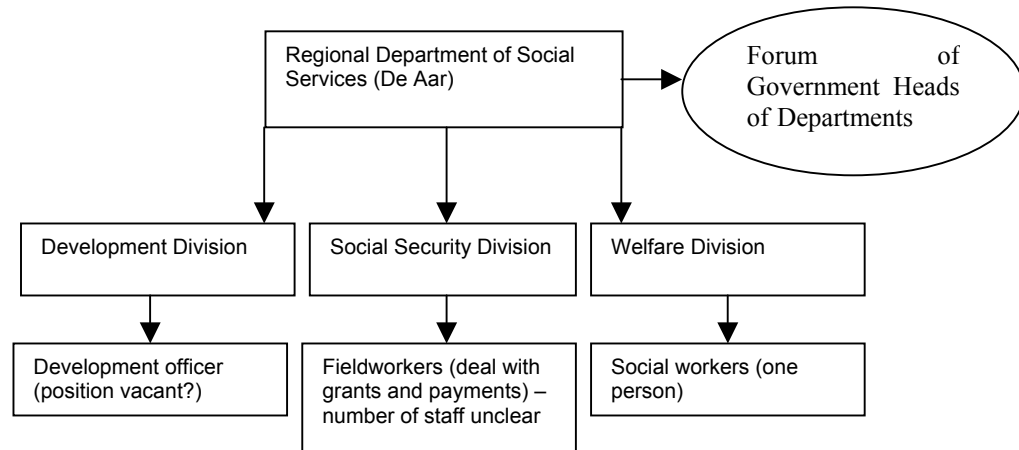 Regional Department of Social
Services (De Aar)
Forum of
Government Heads
of Departments
Development Division
Social Security Division
Welfare Division
Development officer
(position vacant?)
Fieldworkers (deal with
grants and payments) –
number of staff unclear
Social workers (one
person)